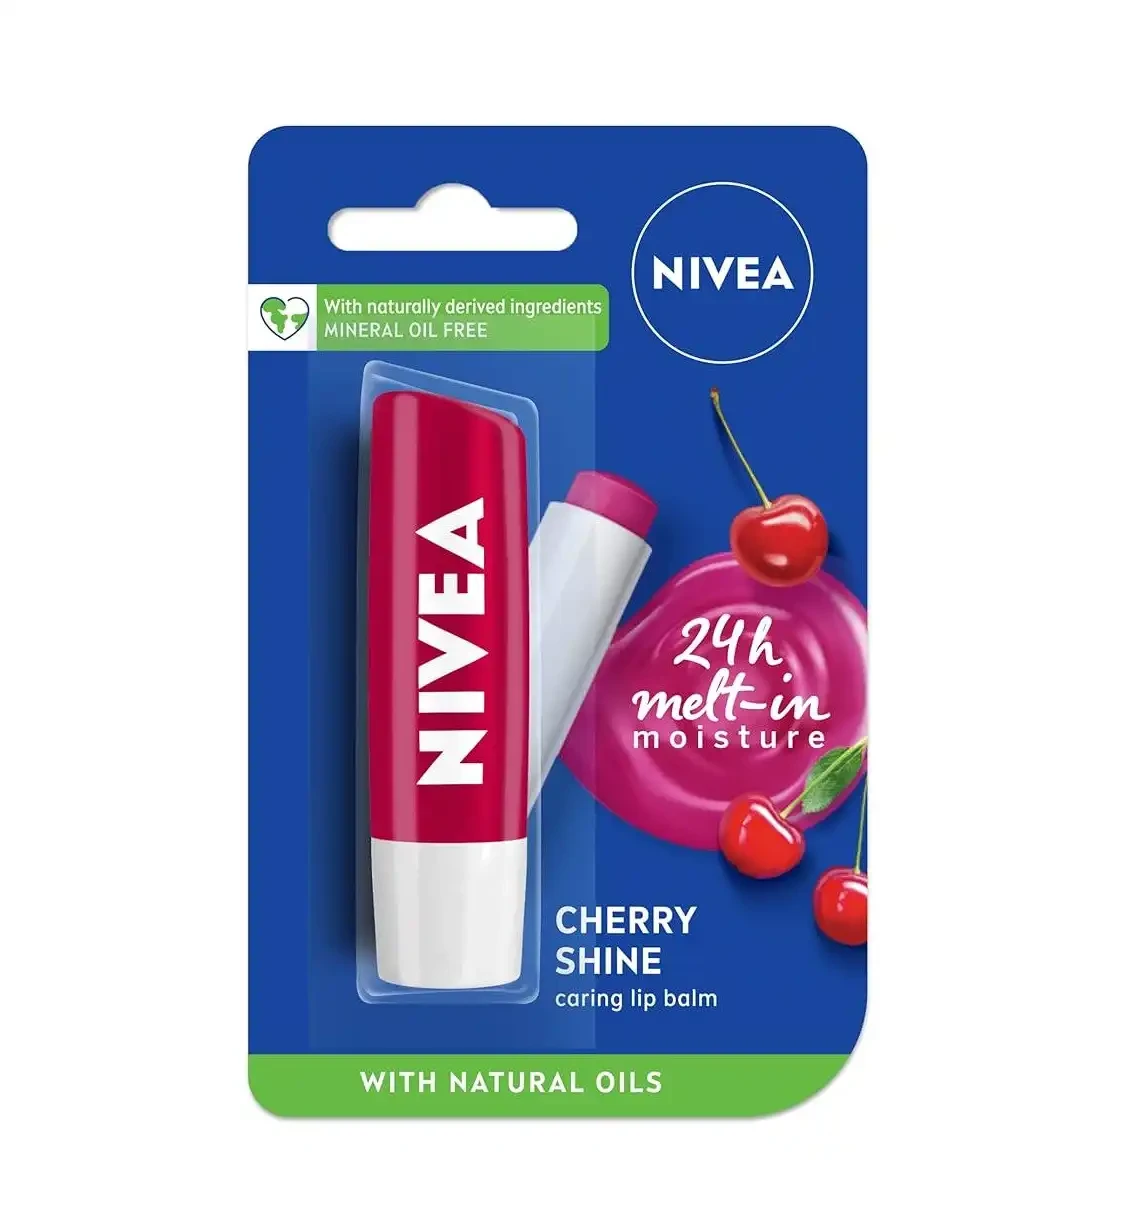 NIVEA
With naturally derived ingredients
MINERAL OIL FREE
NIVEA
24h
melt-in
moisture
CHERRY
SHINE
caring lip balm
WITH NATURAL OILS